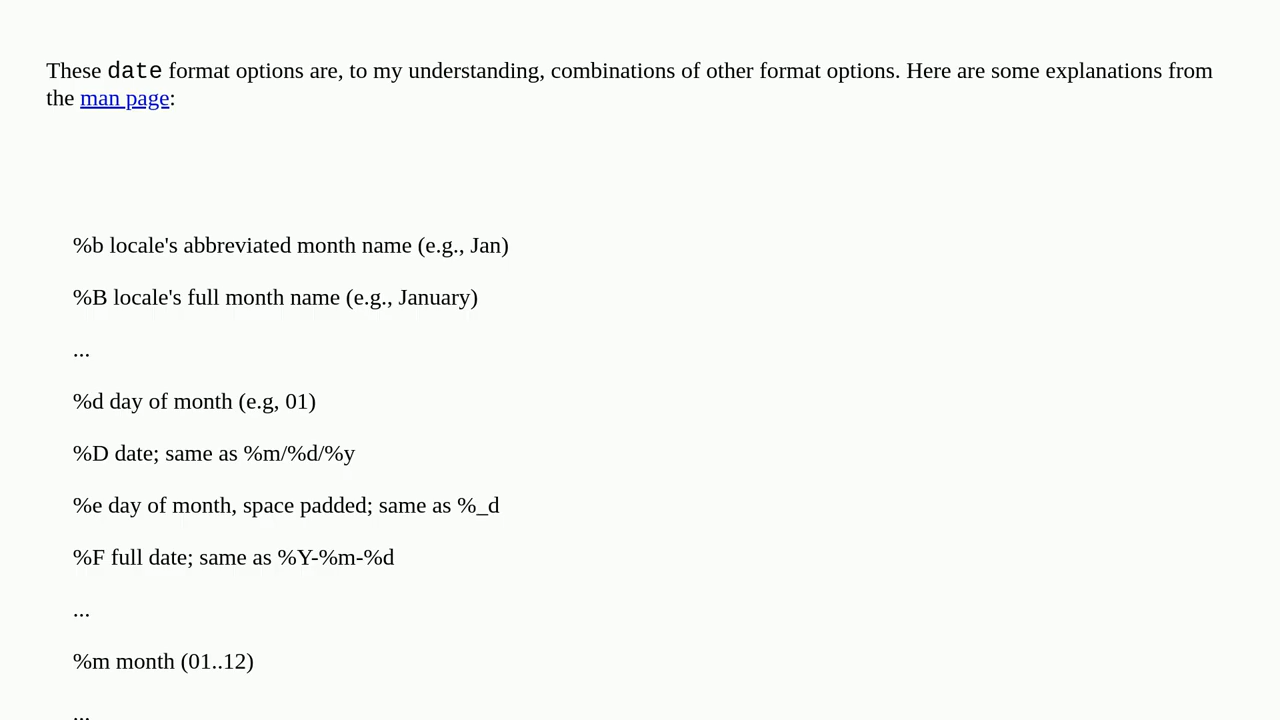 These date format options are, to my understanding, combinations of other format options. Here are some explanations from
the man page:
%b locale's abbreviated month name (e.g., Jan)
%B locale's full month name (e.g., January)
...
%d day of month (e.g, 01)
%D date; same as %m/%d/%y
%e day of month, space padded; same as %_d
%F full date; same as %Y-%m-%d
...
%m month (01..12)
...